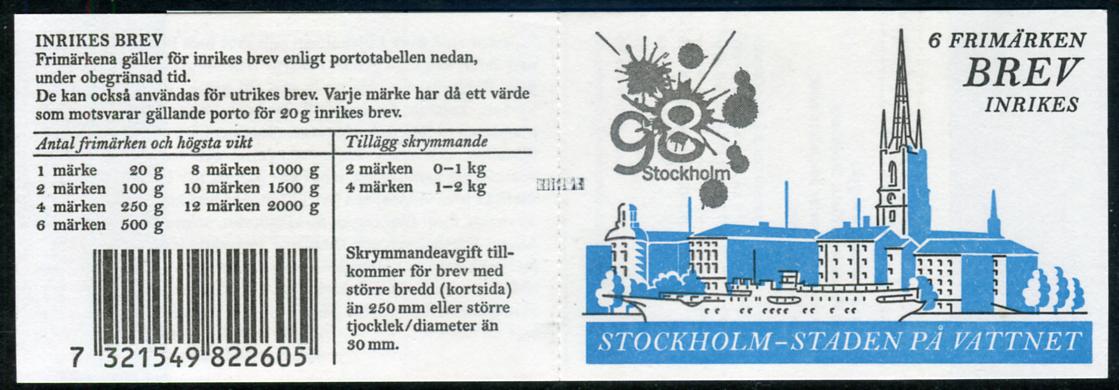 INRIKES BREV
Frimärkena gäller för inrikes brev enligt portotabellen nedan,
under obegränsad tid.
De kan också användas för utrikes brev. Varje märke har då ett värde
som motsvarar gällande porto för 20 g inrikes brev.
Antal frimärken och högsta vikt
1 märke 20 g 8 märken 1000 g
2 märken 100 g 10 märken 1500 g
4 märken 250 g 12 märken 2000 g
6 märken 500 g
Tillägg skrymmande
2 märken 0–1 kg
4 märken 1–2 kg
Skrymmandeavgift till-
kommer för brev med
större bredd (kortsida)
än 250 mm eller större
tjocklek/diameter än
30 mm.
7 321549 822605
98
Stockholm
6 FRIMÄRKEN
BREV
INRIKES
STOCKHOLM–STADEN PÅ VATTNET